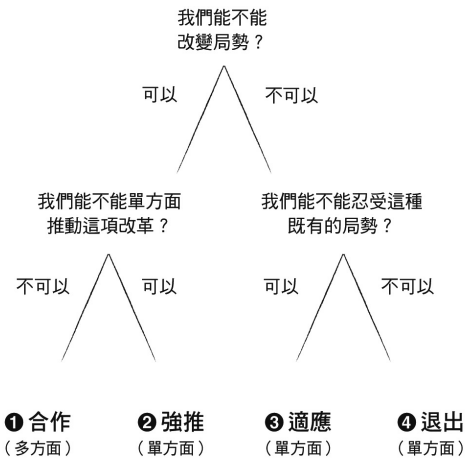 我們能不能
改變局勢？
可以
不可以
我們能不能單方面
推動這項改革？
我們能不能忍受這種
既有的局勢？
不可以
可以
可以
不可以
❶ 合作
（多方面）
❷ 強推
（單方面）
❸ 適應
（單方面）
❹ 退出
（單方面）